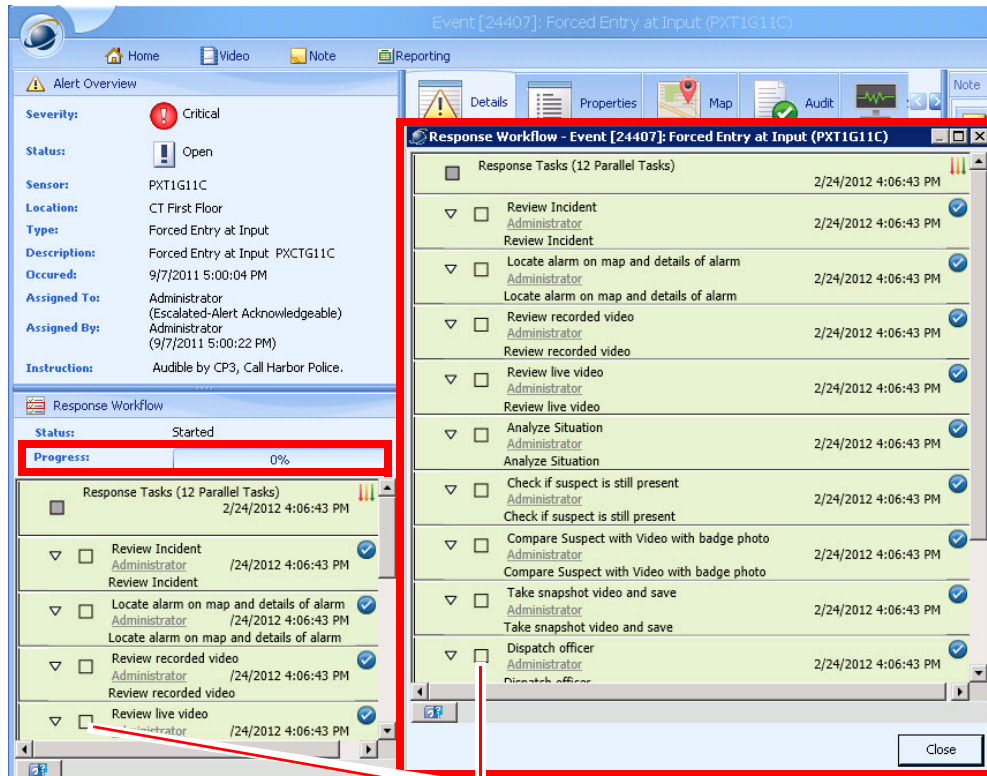 Event [24407]: Forced Entry at Input (PXT1G11C)
Home Video Note Reporting
Alert Overview
Severity: Critical
Status: Open
Sensor: PXT1G11C
Location: CT First Floor
Type: Forced Entry at Input
Description: Forced Entry at Input PXCTG11C
Occured: 9/7/2011 5:00:04 PM
Assigned To: Administrator
(Escalated-Alert Acknowledgeable)
Assigned By: Administrator
(9/7/2011 5:00:22 PM)
Instruction: Audible by CP3, Call Harbor Police.
Response Workflow
Status: Started
Progress: 0%
Response Tasks (12 Parallel Tasks)
2/24/2012 4:06:43 PM
Review Incident
Administrator /24/2012 4:06:43 PM
Review Incident
Locate alarm on map and details of alarm
Administrator /24/2012 4:06:43 PM
Locate alarm on map and details of alarm
Review recorded video
Administrator /24/2012 4:06:43 PM
Review recorded video
Review live video
Administrator /24/2012 4:06:43 PM
Details Properties Map Audit
Note
Response Workflow - Event [24407]: Forced Entry at Input (PXT1G11C)
Response Tasks (12 Parallel Tasks)
2/24/2012 4:06:43 PM
Review Incident
Administrator 2/24/2012 4:06:43 PM
Review Incident
Locate alarm on map and details of alarm
Administrator 2/24/2012 4:06:43 PM
Locate alarm on map and details of alarm
Review recorded video
Administrator 2/24/2012 4:06:43 PM
Review recorded video
Review live video
Administrator 2/24/2012 4:06:43 PM
Review live video
Analyze Situation
Administrator 2/24/2012 4:06:43 PM
Analyze Situation
Check if suspect is still present
Administrator 2/24/2012 4:06:43 PM
Check if suspect is still present
Compare Suspect with Video with badge photo
Administrator 2/24/2012 4:06:43 PM
Compare Suspect with Video with badge photo
Take snapshot video and save
Administrator 2/24/2012 4:06:43 PM
Take snapshot video and save
Dispatch officer
Administrator 2/24/2012 4:06:43 PM
Dispatch officer
Close